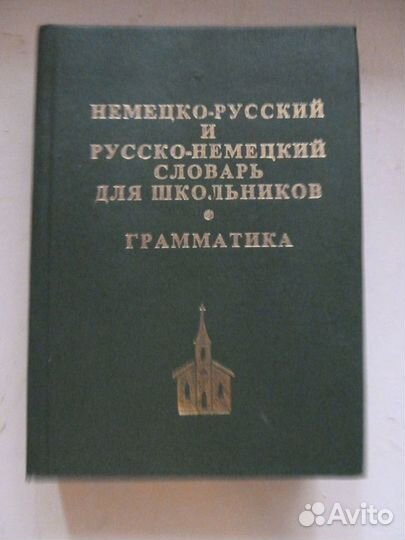 НЕМЕЦКО-РУССКИЙ
И
РУССКО-НЕМЕЦКИЙ
СЛОВАРЬ
ДЛЯ ШКОЛЬНИКОВ
•
ГРАММАТИКА
Avito